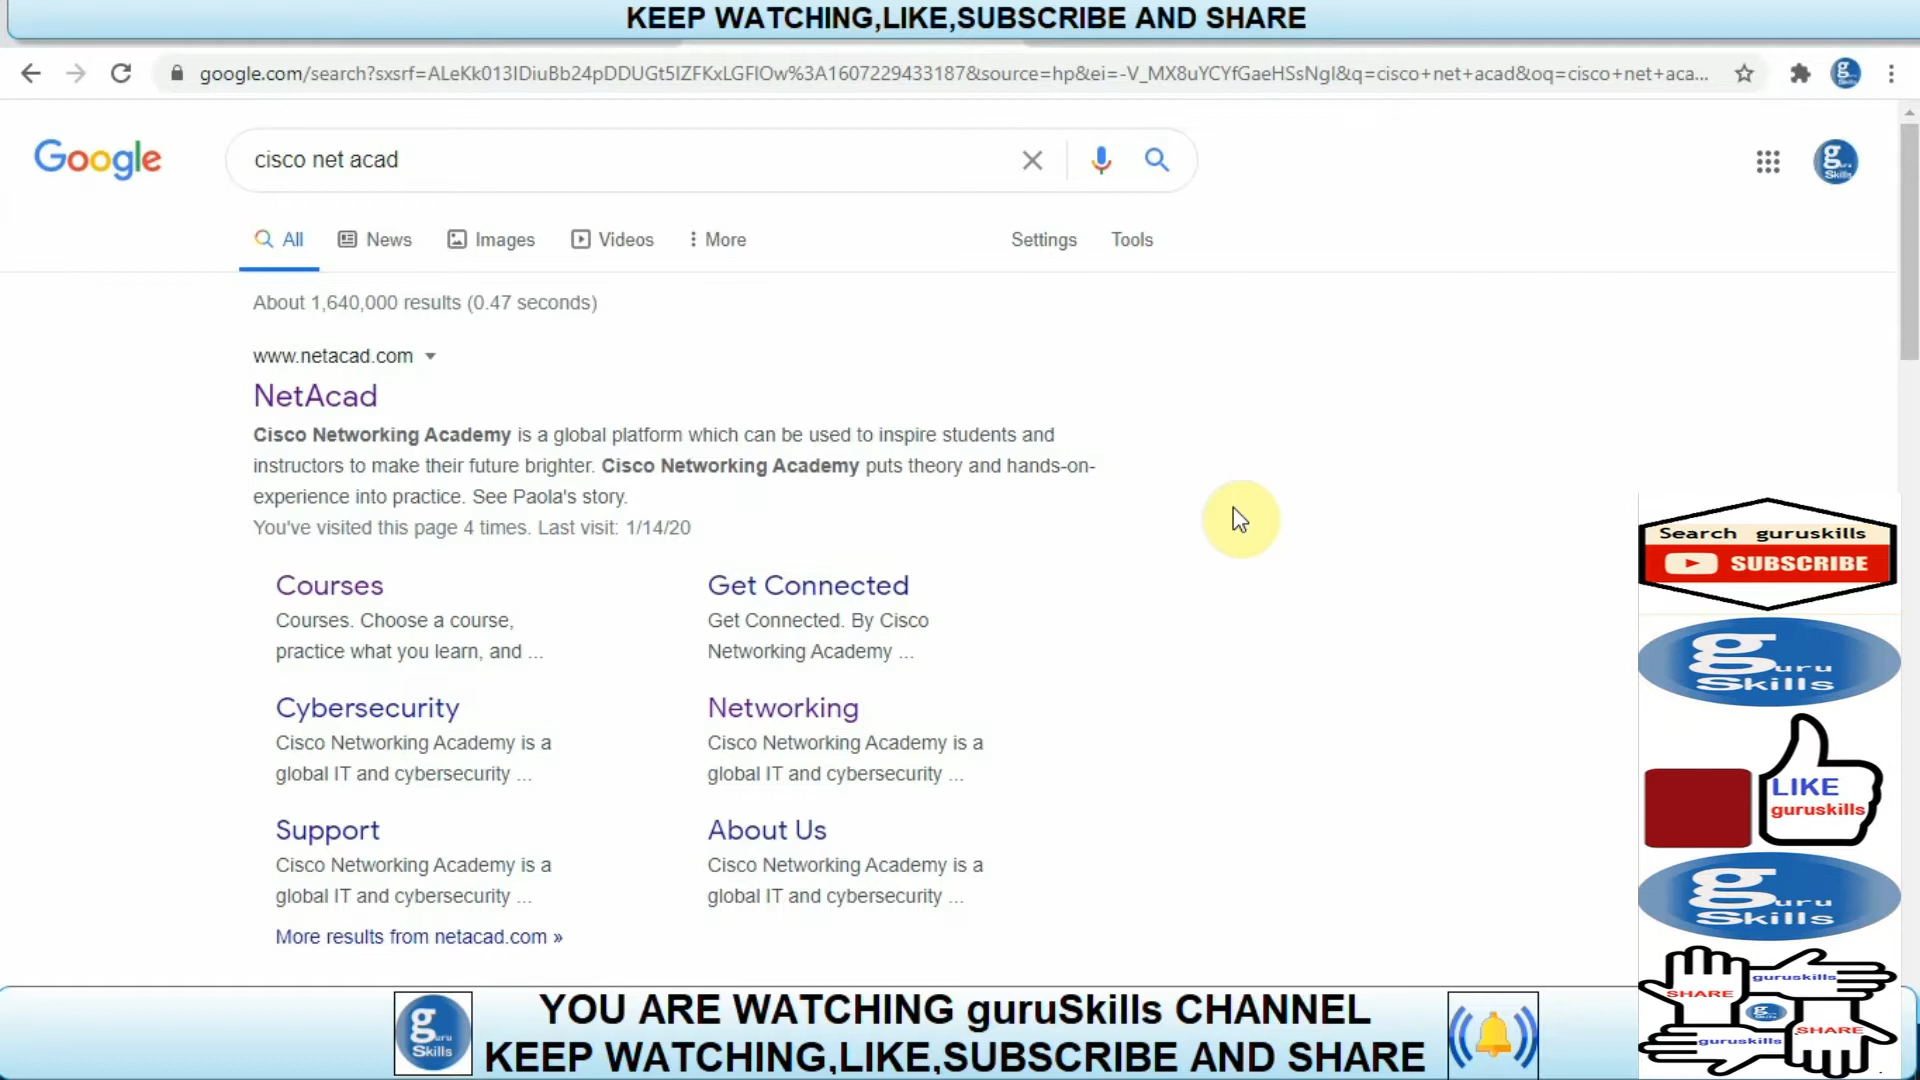 KEEP WATCHING,LIKE,SUBSCRIBE AND SHARE
google.com/search?sxsrf=ALeKk013IDiuBb24pDDUGt5IZFKxLGFlOw%3A1607229433187&source=hp&ei=-V_MX8uYCYfGaeHSsNgI&q=cisco+net+acad&oq=cisco+net+aca...
Google
cisco net acad
All News Images Videos More Settings Tools
About 1,640,000 results (0.47 seconds)
www.netacad.com
NetAcad
Cisco Networking Academy is a global platform which can be used to inspire students and
instructors to make their future brighter. Cisco Networking Academy puts theory and hands-on-
experience into practice. See Paola's story.
You've visited this page 4 times. Last visit: 1/14/20
Courses
Courses. Choose a course,
practice what you learn, and ...
Get Connected
Get Connected. By Cisco
Networking Academy ...
Cybersecurity
Cisco Networking Academy is a
global IT and cybersecurity ...
Networking
Cisco Networking Academy is a
global IT and cybersecurity ...
Support
Cisco Networking Academy is a
global IT and cybersecurity ...
About Us
Cisco Networking Academy is a
global IT and cybersecurity ...
More results from netacad.com »
Search guruskills
SUBSCRIBE
guru
Skills
LIKE
guruskills
guru
Skills
guruskills
SHARE
SHARE
guruskills
guru
Skills
YOU ARE WATCHING guruSkills CHANNEL
KEEP WATCHING,LIKE,SUBSCRIBE AND SHARE